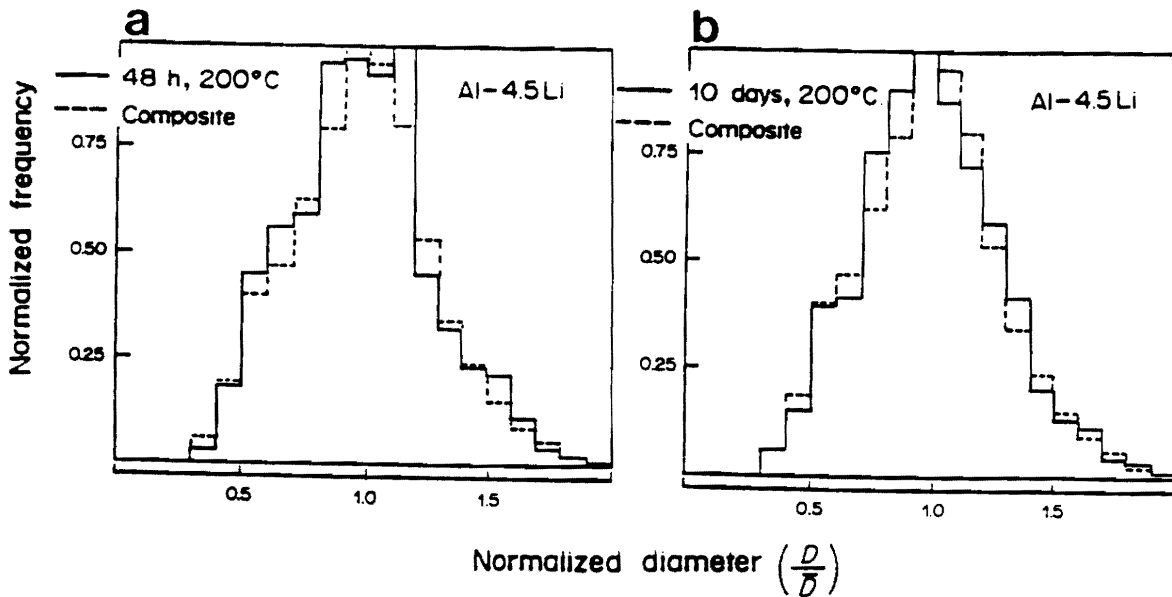 a
48 h, 200°C
Composite
Al-4.5Li
0.75
0.50
0.25
0.5
1.0
1.5
Normalized frequency
b
10 days, 200°C
Composite
Al-4.5Li
0.75
0.50
0.25
0.5
1.0
1.5
Normalized diameter (D/D̅)